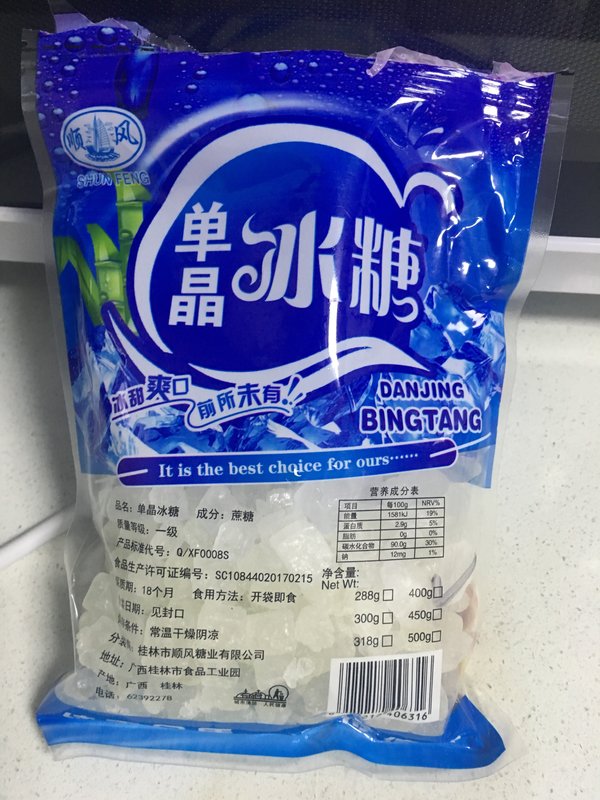 顺风
SHUN FENG
单晶
冰糖
冰甜爽口
前所未有!!
DANJING
BINGTANG
It is the best choice for ours······
品名：单晶冰糖 成分：蔗糖
质量等级：一级
产品标准代号：Q/XF0008S
食品生产许可证编号：SC10844020170215
质期：18个月 食用方法：开袋即食
日期：见封口
条件：常温干燥阴凉
分装 桂林市顺风糖业有限公司
地址：广西桂林市食品工业园
产地：广西 桂林
电话：62392278
营养成分表
项目 每100g NRV%
能量 1581kJ 19%
蛋白质 2.9g 5%
脂肪 0g 0%
碳水化合物 90.0g 30%
钠 12mg 1%
净含量:
Net Wt:
288g□ 400g□
300g□ 450g□
318g□ 500g□
406316